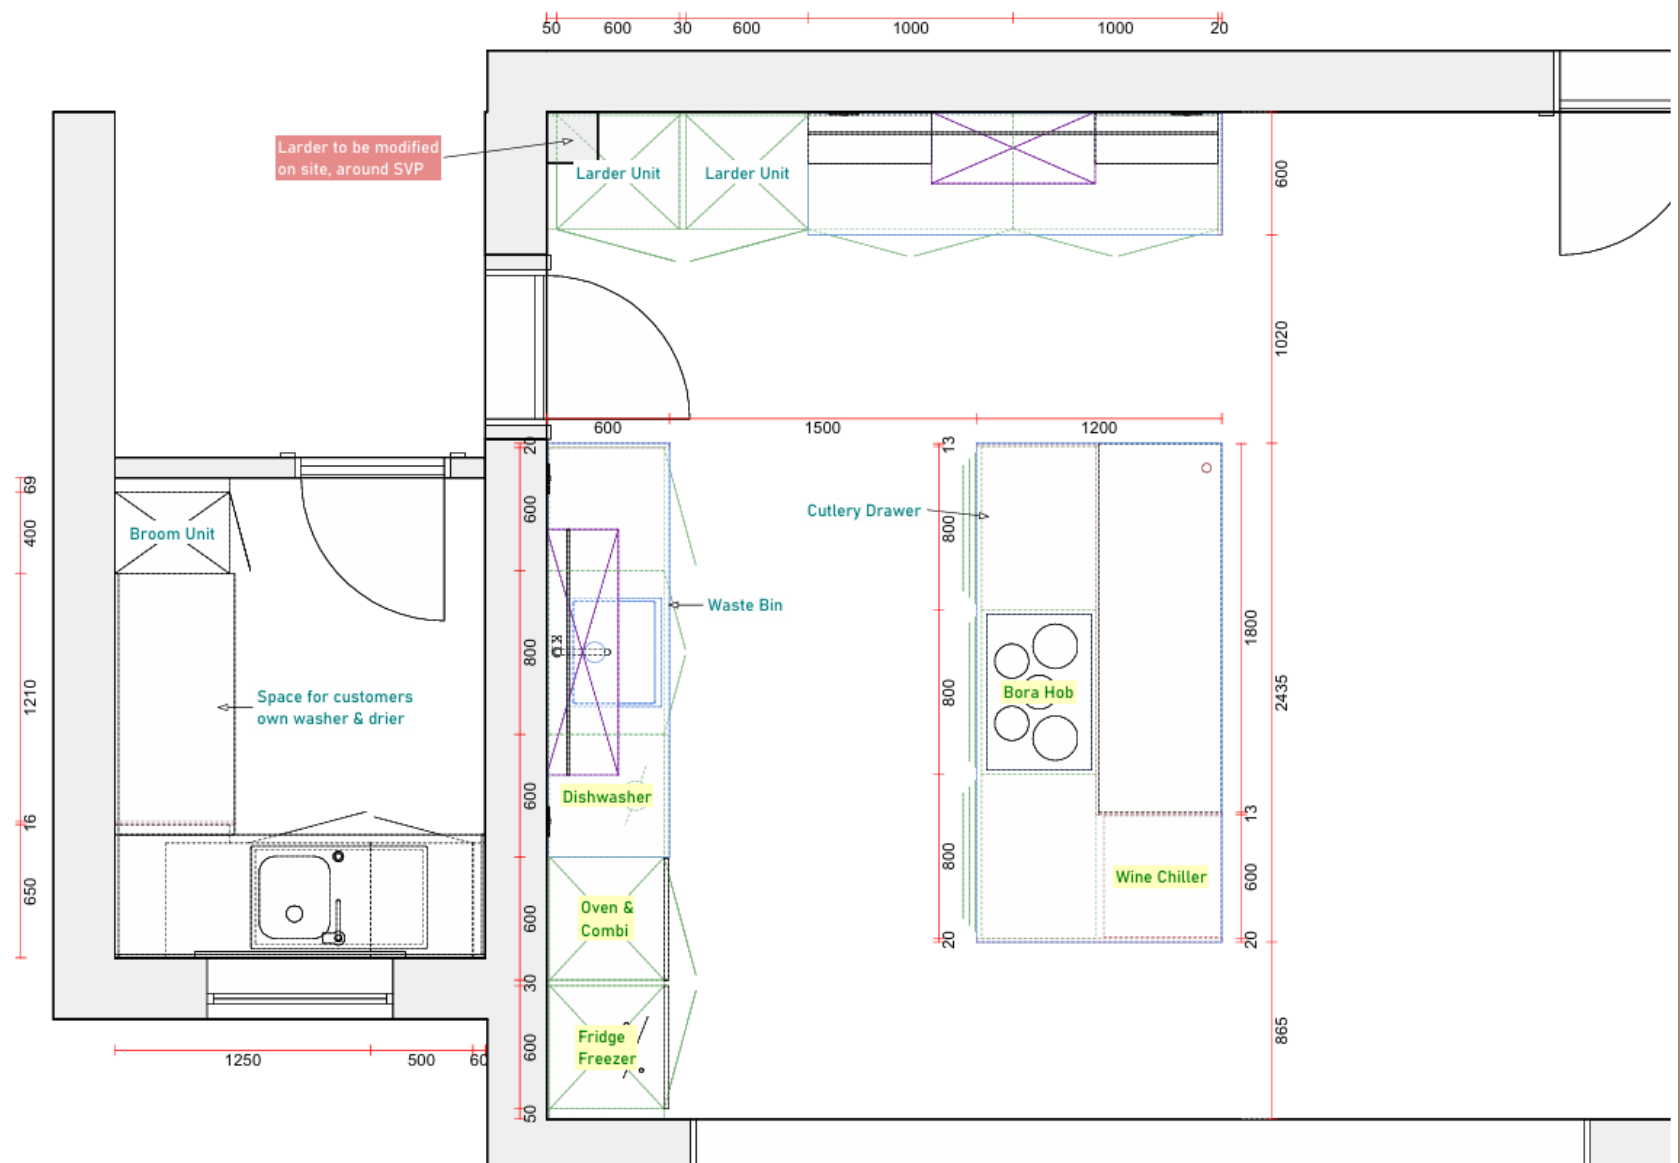 50 600 30 600 1000 1000 20
Larder to be modified
on site, around SVP
Larder Unit
Larder Unit
600
1020
600 1500 1200
20
600
800
600
600
30
600
50
13
800
800
800
20
1800
13
600
20
2435
865
Cutlery Drawer
Waste Bin
Bora Hob
Dishwasher
Wine Chiller
Oven &
Combi
Fridge
Freezer
69
400
1210
16
650
Broom Unit
Space for customers
own washer & drier
1250 500 60